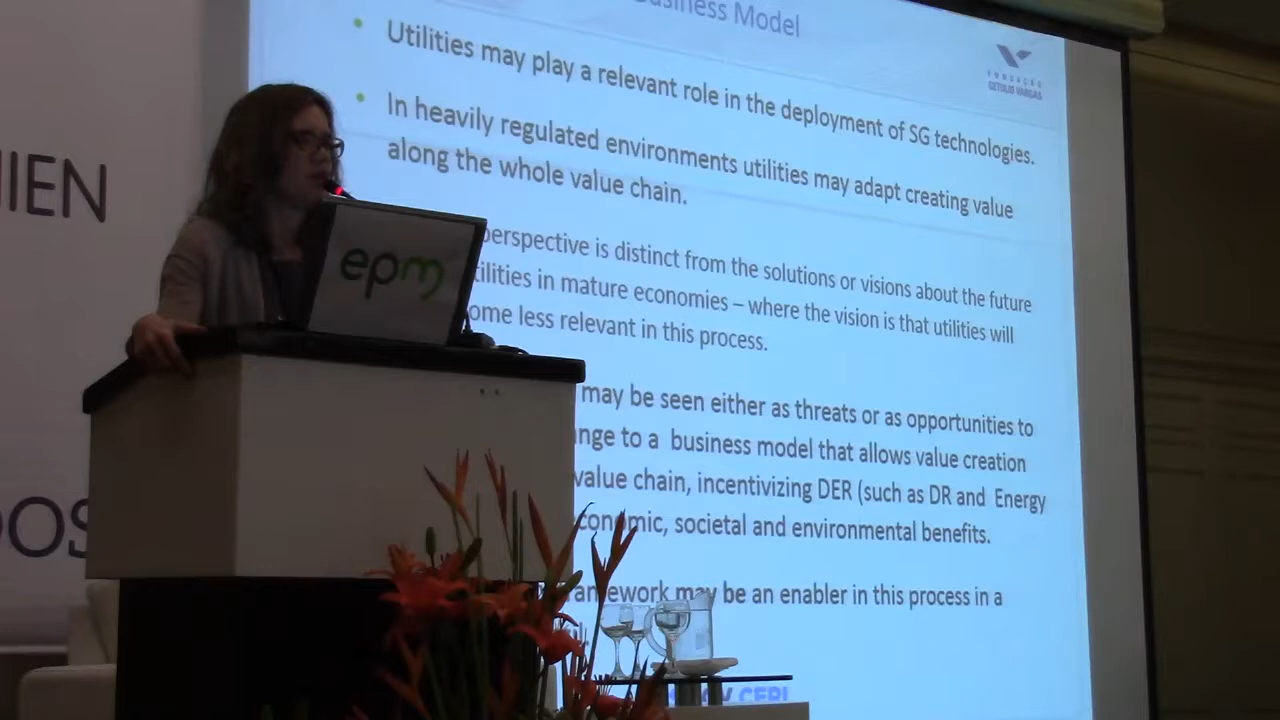 Business Model
FUNDAÇÃO
GETULIO VARGAS
Utilities may play a relevant role in the deployment of SG technologies.
In heavily regulated environments utilities may adapt creating value
along the whole value chain.
perspective is distinct from the solutions or visions about the future
tilities in mature economies – where the vision is that utilities will
ome less relevant in this process.
may be seen either as threats or as opportunities to
nge to a business model that allows value creation
value chain, incentivizing DER (such as DR and Energy
conomic, societal and environmental benefits.
framework may be an enabler in this process in a
CERI
IIEN
DOS
epm